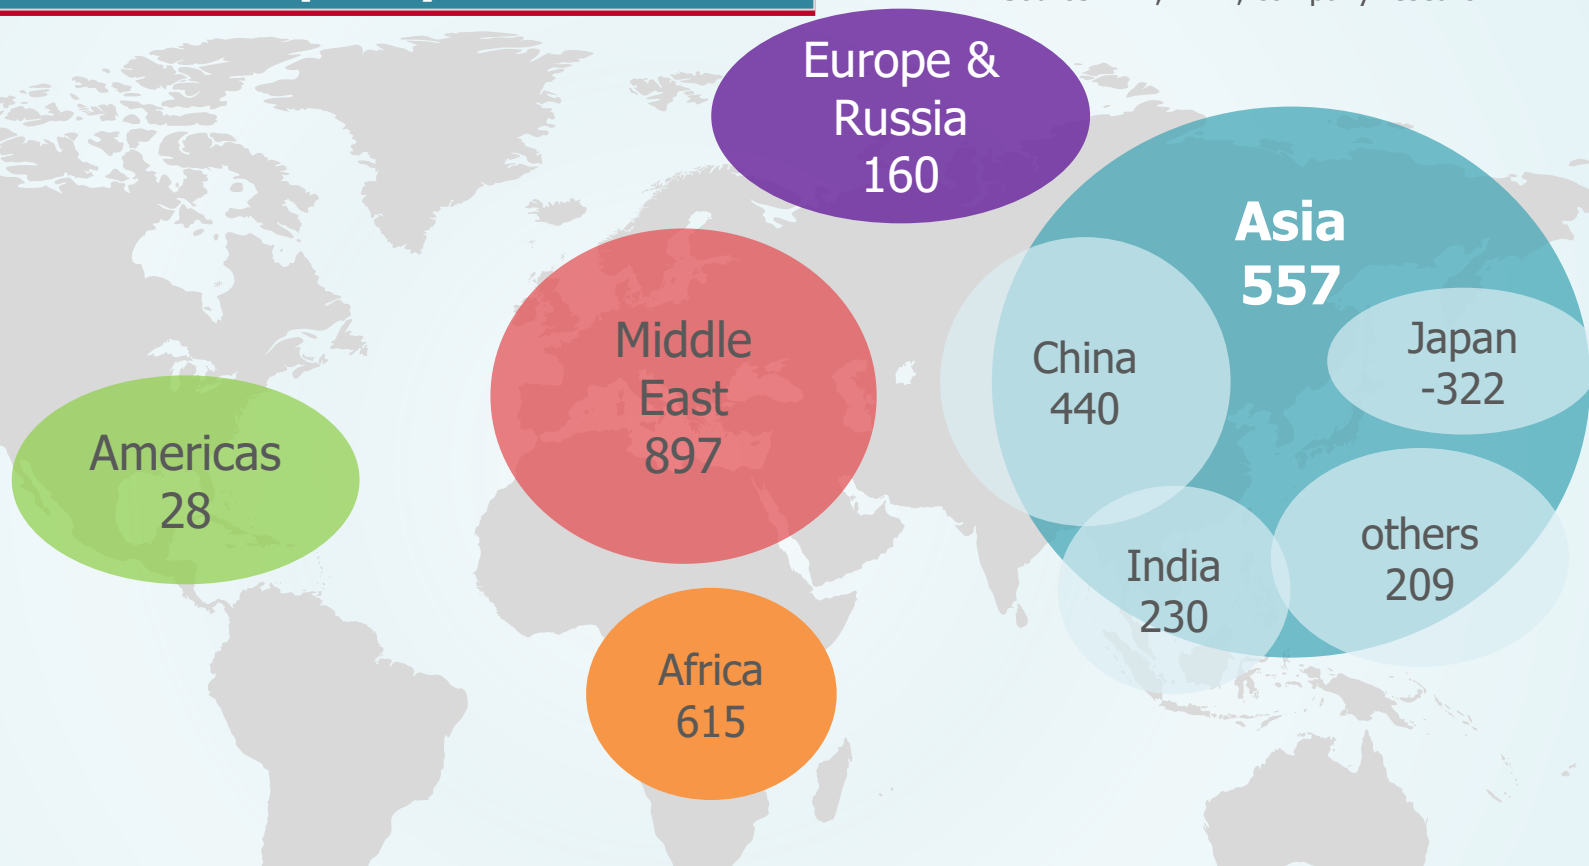 Europe &
Russia
160
Asia
557
Middle
East
897
China
440
Japan
-322
Americas
28
India
230
others
209
Africa
615